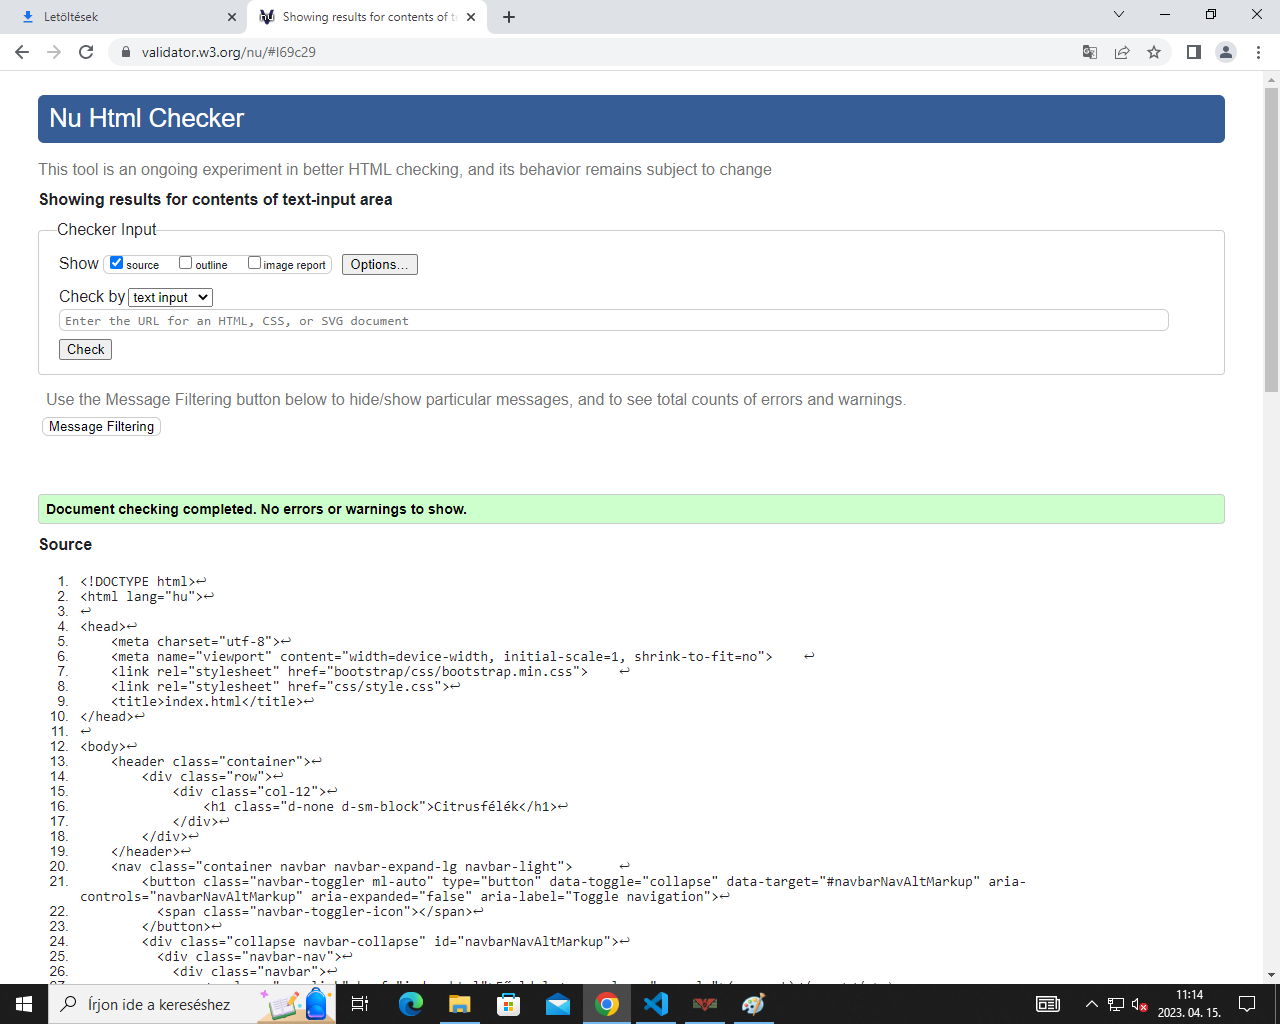 Letöltések
Showing results for contents of te
validator.w3.org/nu/#l69c29
Nu Html Checker
This tool is an ongoing experiment in better HTML checking, and its behavior remains subject to change
Showing results for contents of text-input area
Checker Input
Show source outline image report Options...
Check by text input
Enter the URL for an HTML, CSS, or SVG document
Check
Use the Message Filtering button below to hide/show particular messages, and to see total counts of errors and warnings.
Message Filtering
Document checking completed. No errors or warnings to show.
Source
1. <!DOCTYPE html>↩
2. <html lang="hu">↩
3. ↩
4. <head>↩
5. <meta charset="utf-8">↩
6. <meta name="viewport" content="width=device-width, initial-scale=1, shrink-to-fit=no"> ↩
7. <link rel="stylesheet" href="bootstrap/css/bootstrap.min.css"> ↩
8. <link rel="stylesheet" href="css/style.css">↩
9. <title>index.html</title>↩
10. </head>↩
11. ↩
12. <body>↩
13. <header class="container">↩
14. <div class="row">↩
15. <div class="col-12">↩
16. <h1 class="d-none d-sm-block">Citrusfélék</h1>↩
17. </div>↩
18. </div>↩
19. </header>↩
20. <nav class="container navbar navbar-expand-lg navbar-light"> ↩
21. <button class="navbar-toggler ml-auto" type="button" data-toggle="collapse" data-target="#navbarNavAltMarkup" aria-
controls="navbarNavAltMarkup" aria-expanded="false" aria-label="Toggle navigation">↩
22. <span class="navbar-toggler-icon"></span>↩
23. </button>↩
24. <div class="collapse navbar-collapse" id="navbarNavAltMarkup">↩
25. <div class="navbar-nav">↩
26. <div class="navbar">↩
Írjon ide a kereséshez
11:14
2023. 04. 15.